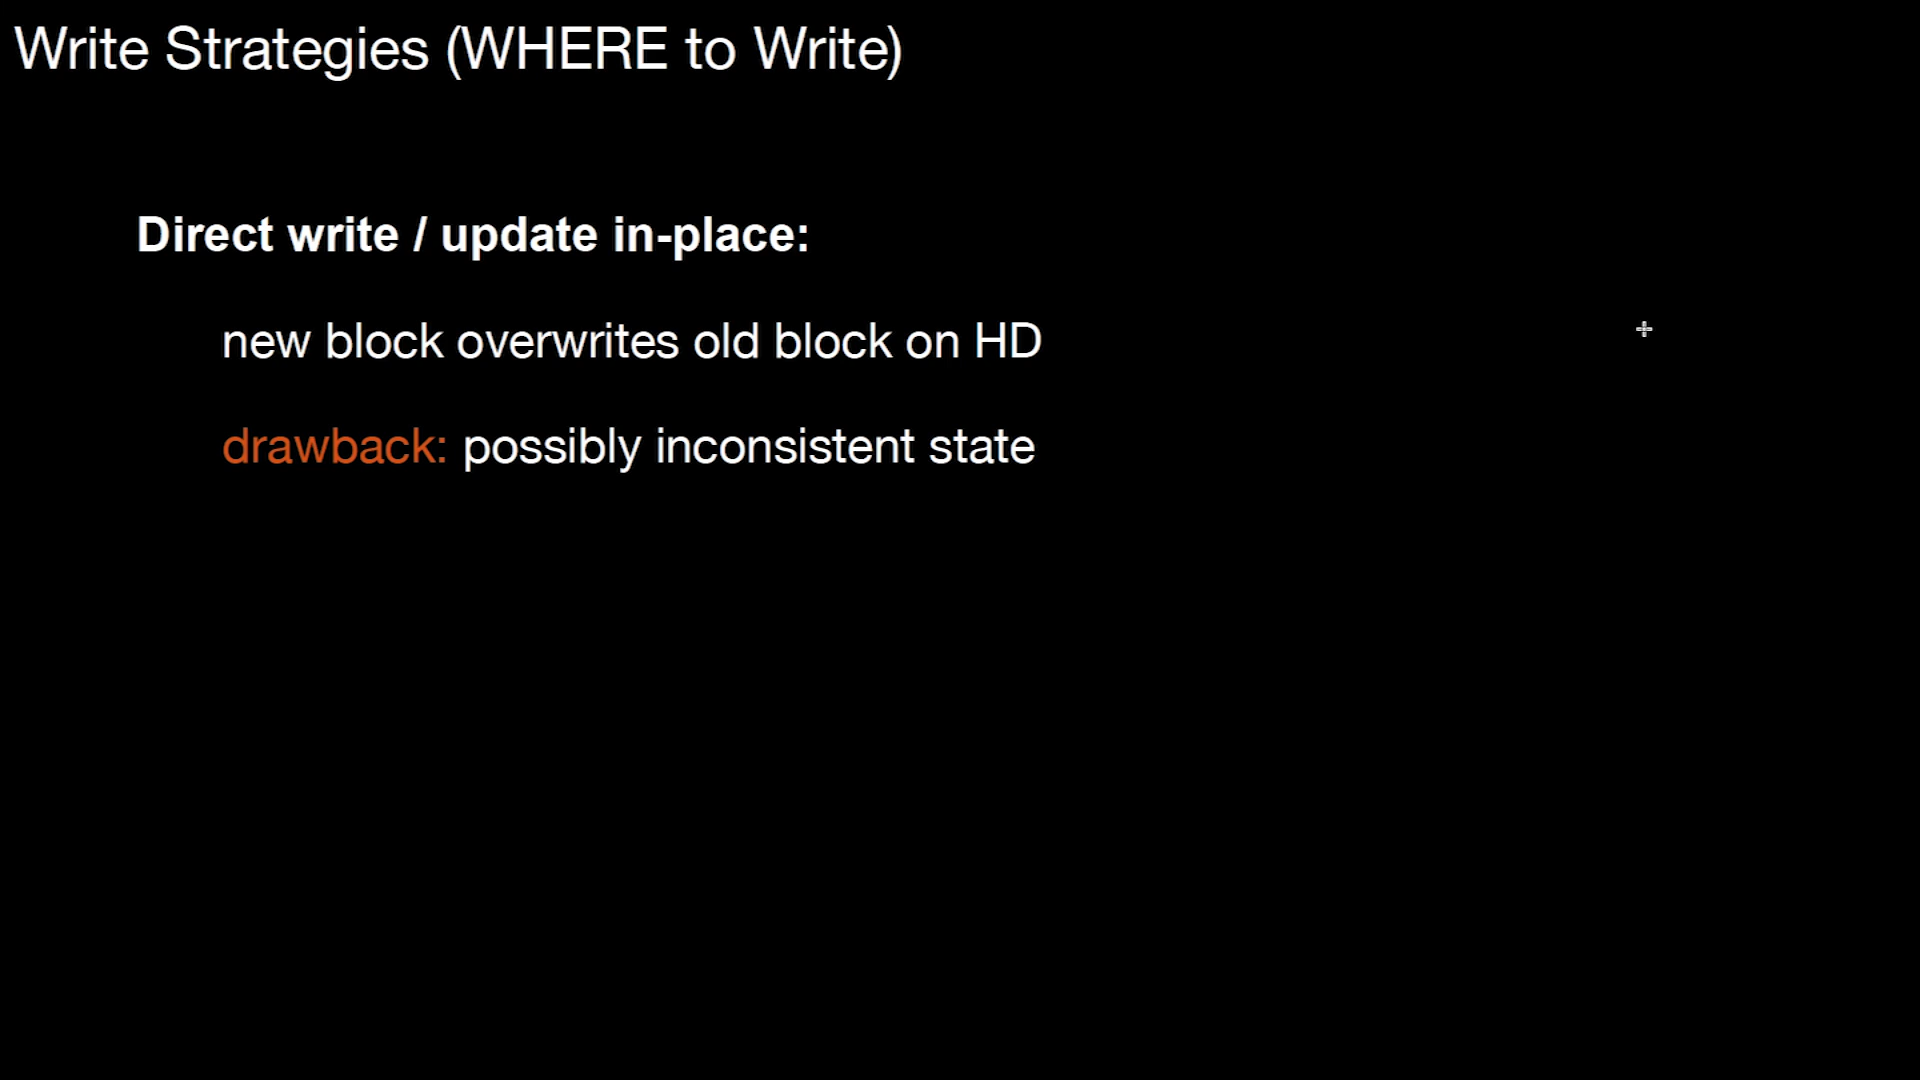 Write Strategies (WHERE to Write)
Direct write / update in-place:
new block overwrites old block on HD
drawback: possibly inconsistent state